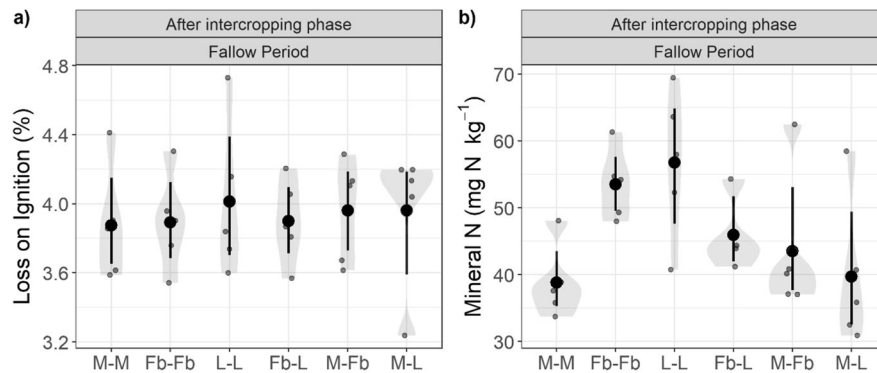 a)
After intercropping phase
Fallow Period
Loss on Ignition (%)
4.8
4.4
4.0
3.6
3.2
M-M Fb-Fb L-L Fb-L M-Fb M-L
b)
After intercropping phase
Fallow Period
Mineral N (mg N kg⁻¹)
70
60
50
40
30
M-M Fb-Fb L-L Fb-L M-Fb M-L